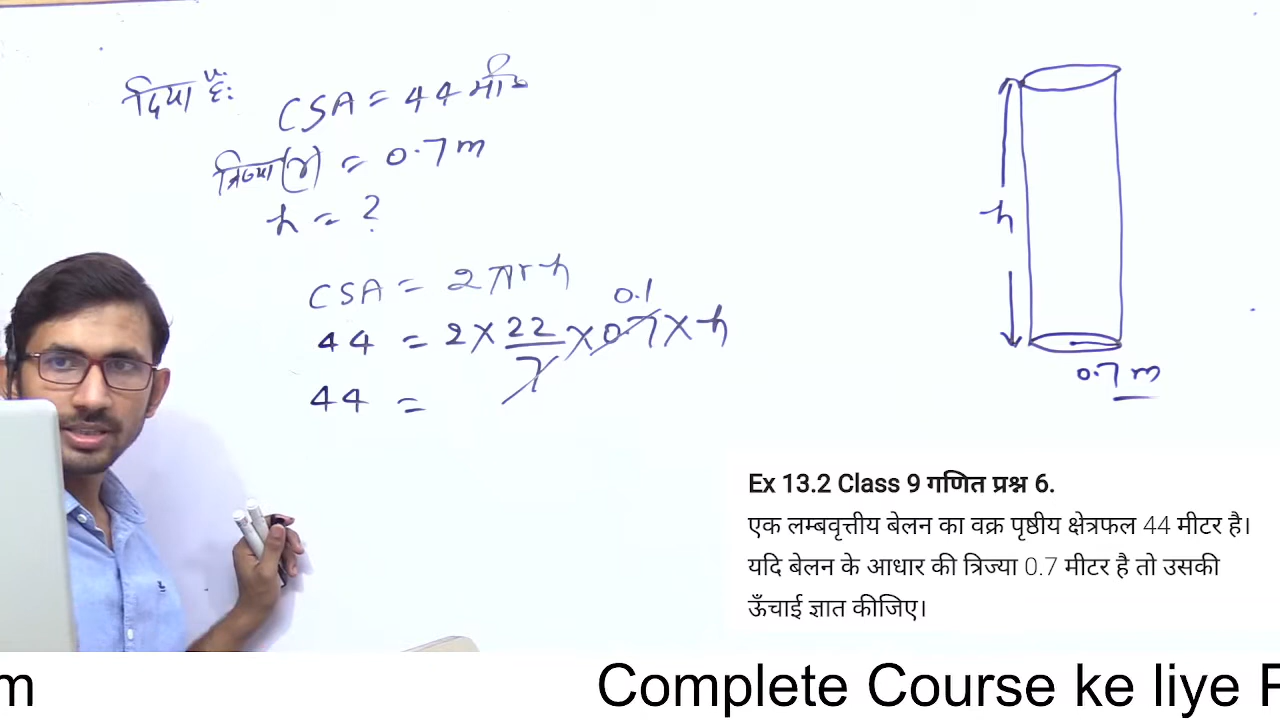 दिया है:
CSA = 44 मी०
त्रिज्या (r) = 0.7 m
h = ?
CSA = 2πrh
0.1
44 = 2 × 22/7 × 0.7 × h
44 =
h
0.7 m
Ex 13.2 Class 9 गणित प्रश्न 6.
एक लम्बवृत्तीय बेलन का वक्र पृष्ठीय क्षेत्रफल 44 मीटर है।
यदि बेलन के आधार की त्रिज्या 0.7 मीटर है तो उसकी
ऊँचाई ज्ञात कीजिए।
m Complete Course ke liye P